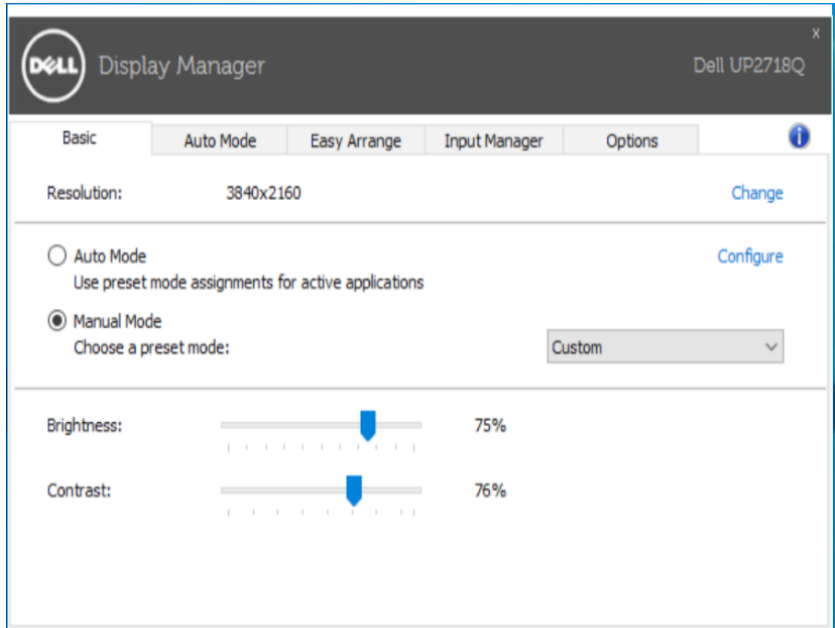 x
DELL Display Manager Dell UP2718Q
Basic Auto Mode Easy Arrange Input Manager Options i
Resolution: 3840x2160 Change
Auto Mode Configure
Use preset mode assignments for active applications
Manual Mode
Choose a preset mode: Custom
Brightness: 75%
Contrast: 76%